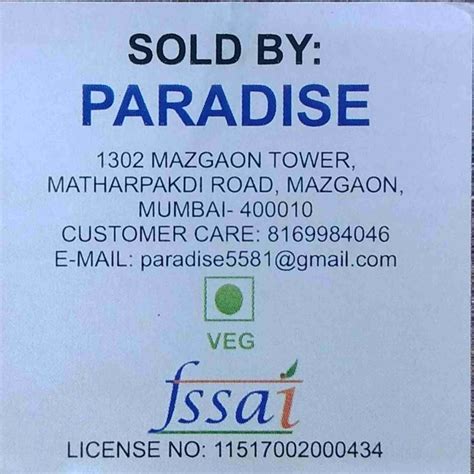 SOLD BY:
PARADISE
1302 MAZGAON TOWER,
MATHARPAKDI ROAD, MAZGAON,
MUMBAI- 400010
CUSTOMER CARE: 8169984046
E-MAIL: paradise5581@gmail.com
VEG
fssai
LICENSE NO: 11517002000434